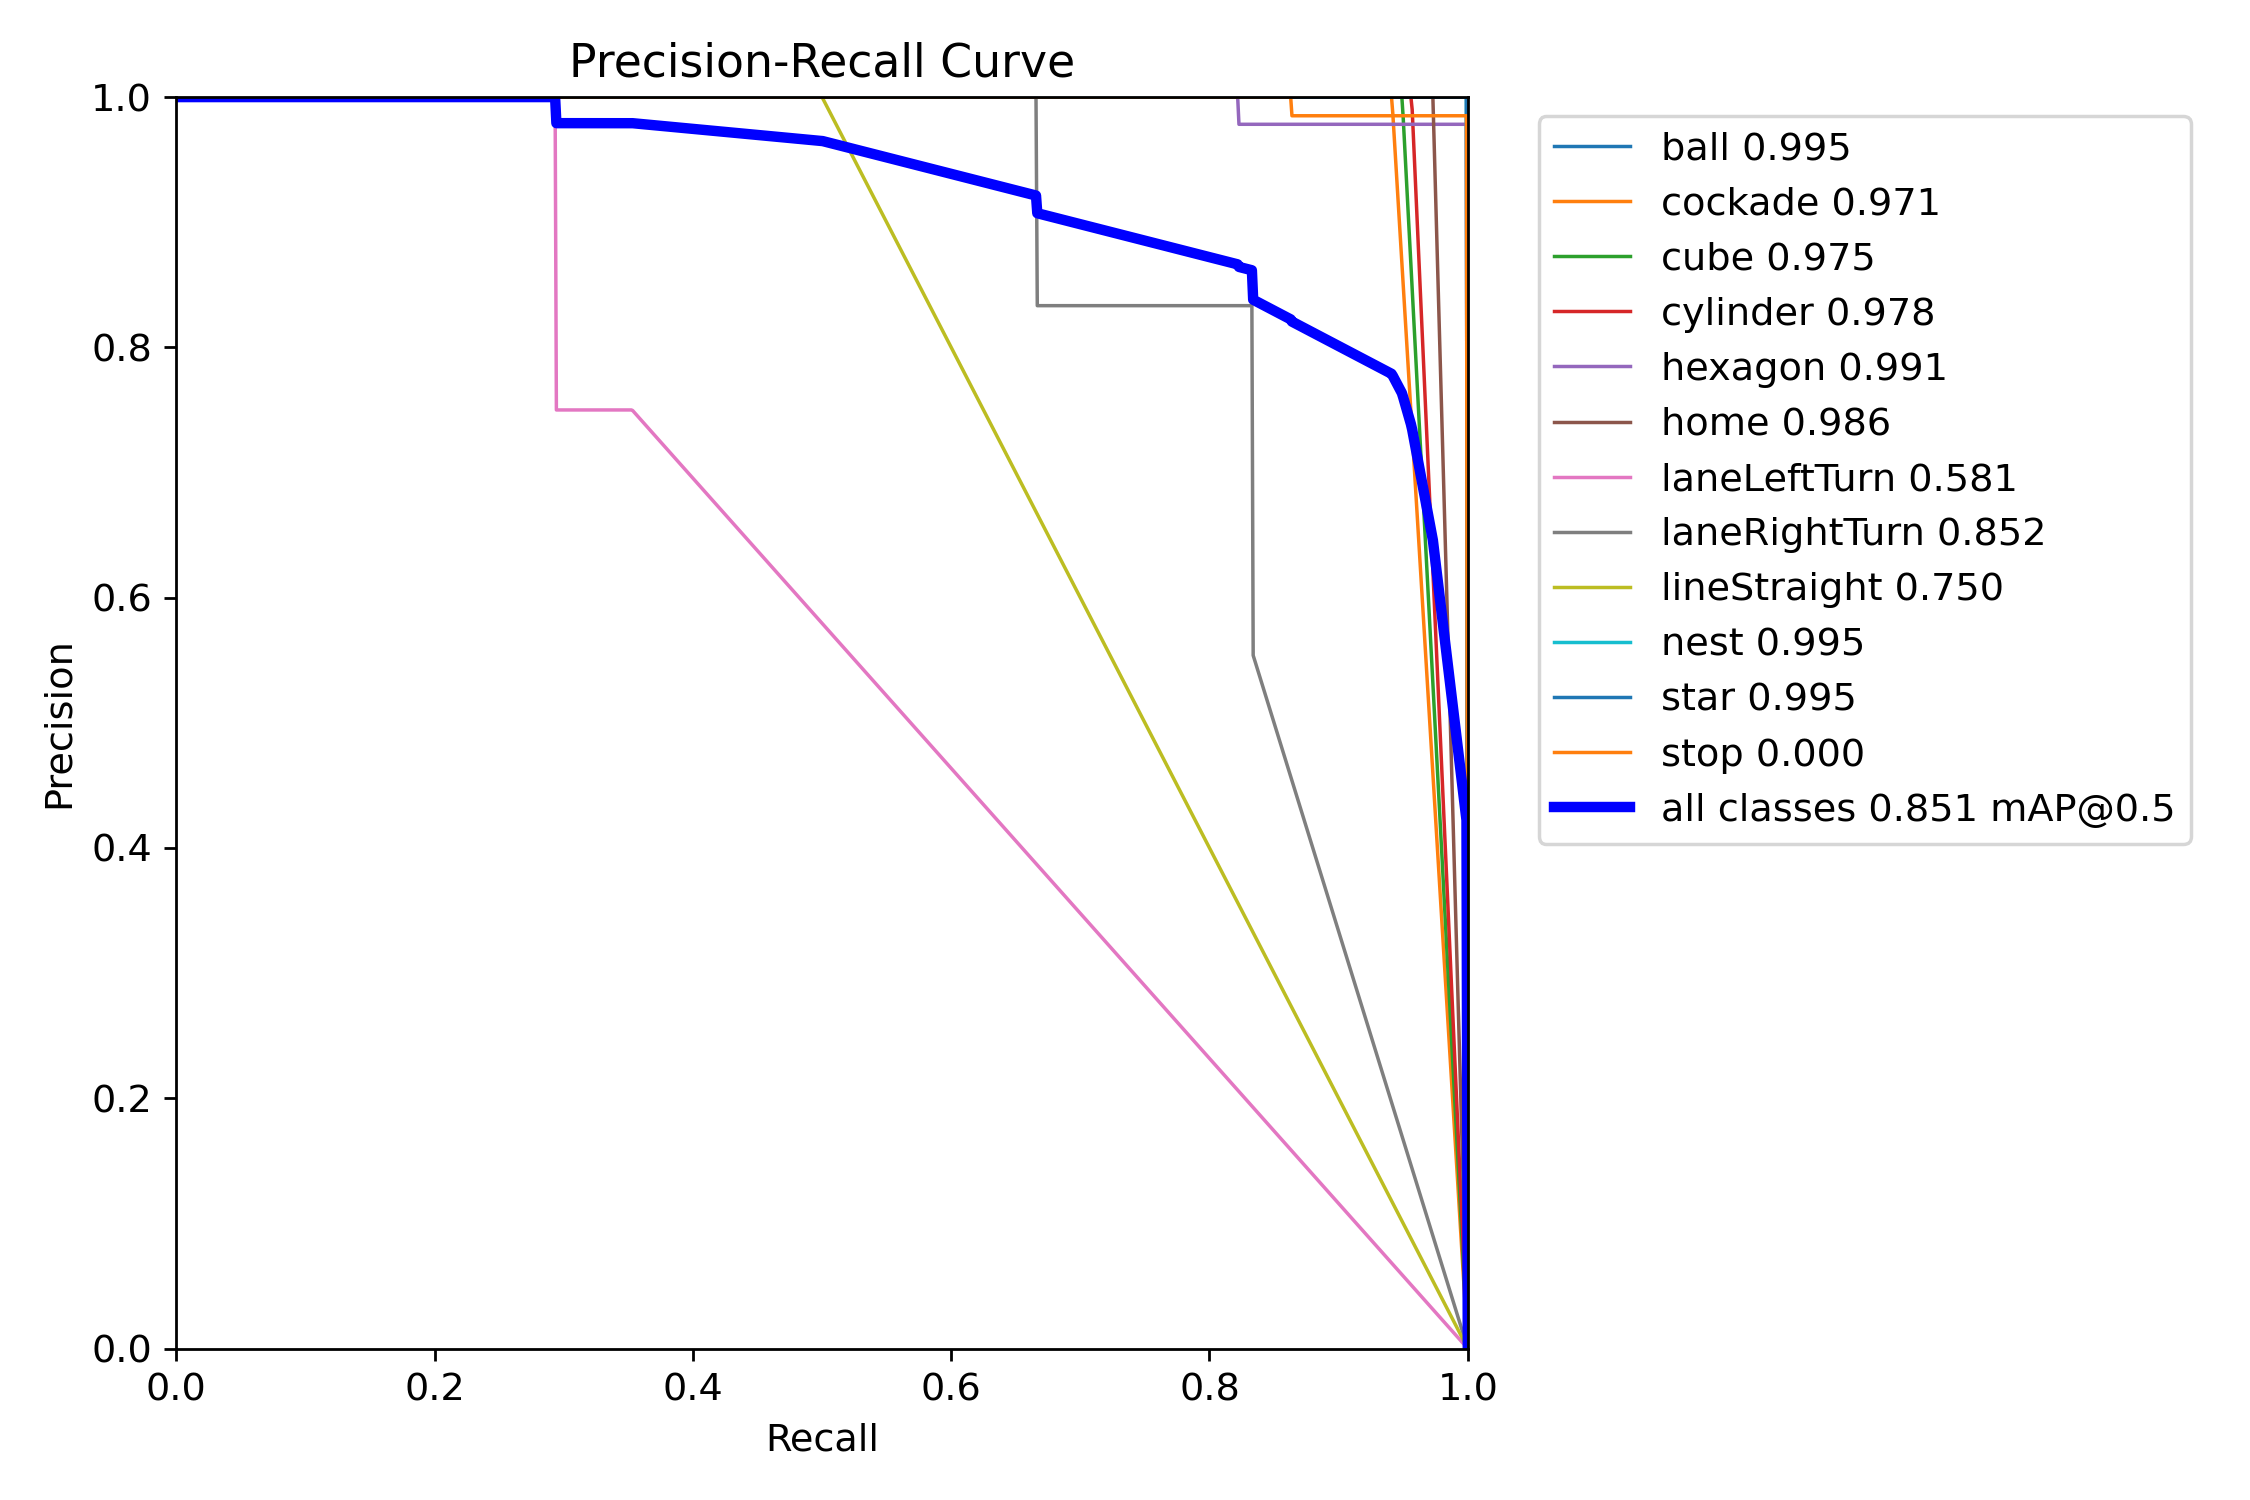 Precision-Recall Curve
1.0
0.8
0.6
0.4
0.2
0.0
Precision
0.0 0.2 0.4 0.6 0.8 1.0
Recall
ball 0.995
cockade 0.971
cube 0.975
cylinder 0.978
hexagon 0.991
home 0.986
laneLeftTurn 0.581
laneRightTurn 0.852
lineStraight 0.750
nest 0.995
star 0.995
stop 0.000
all classes 0.851 mAP@0.5